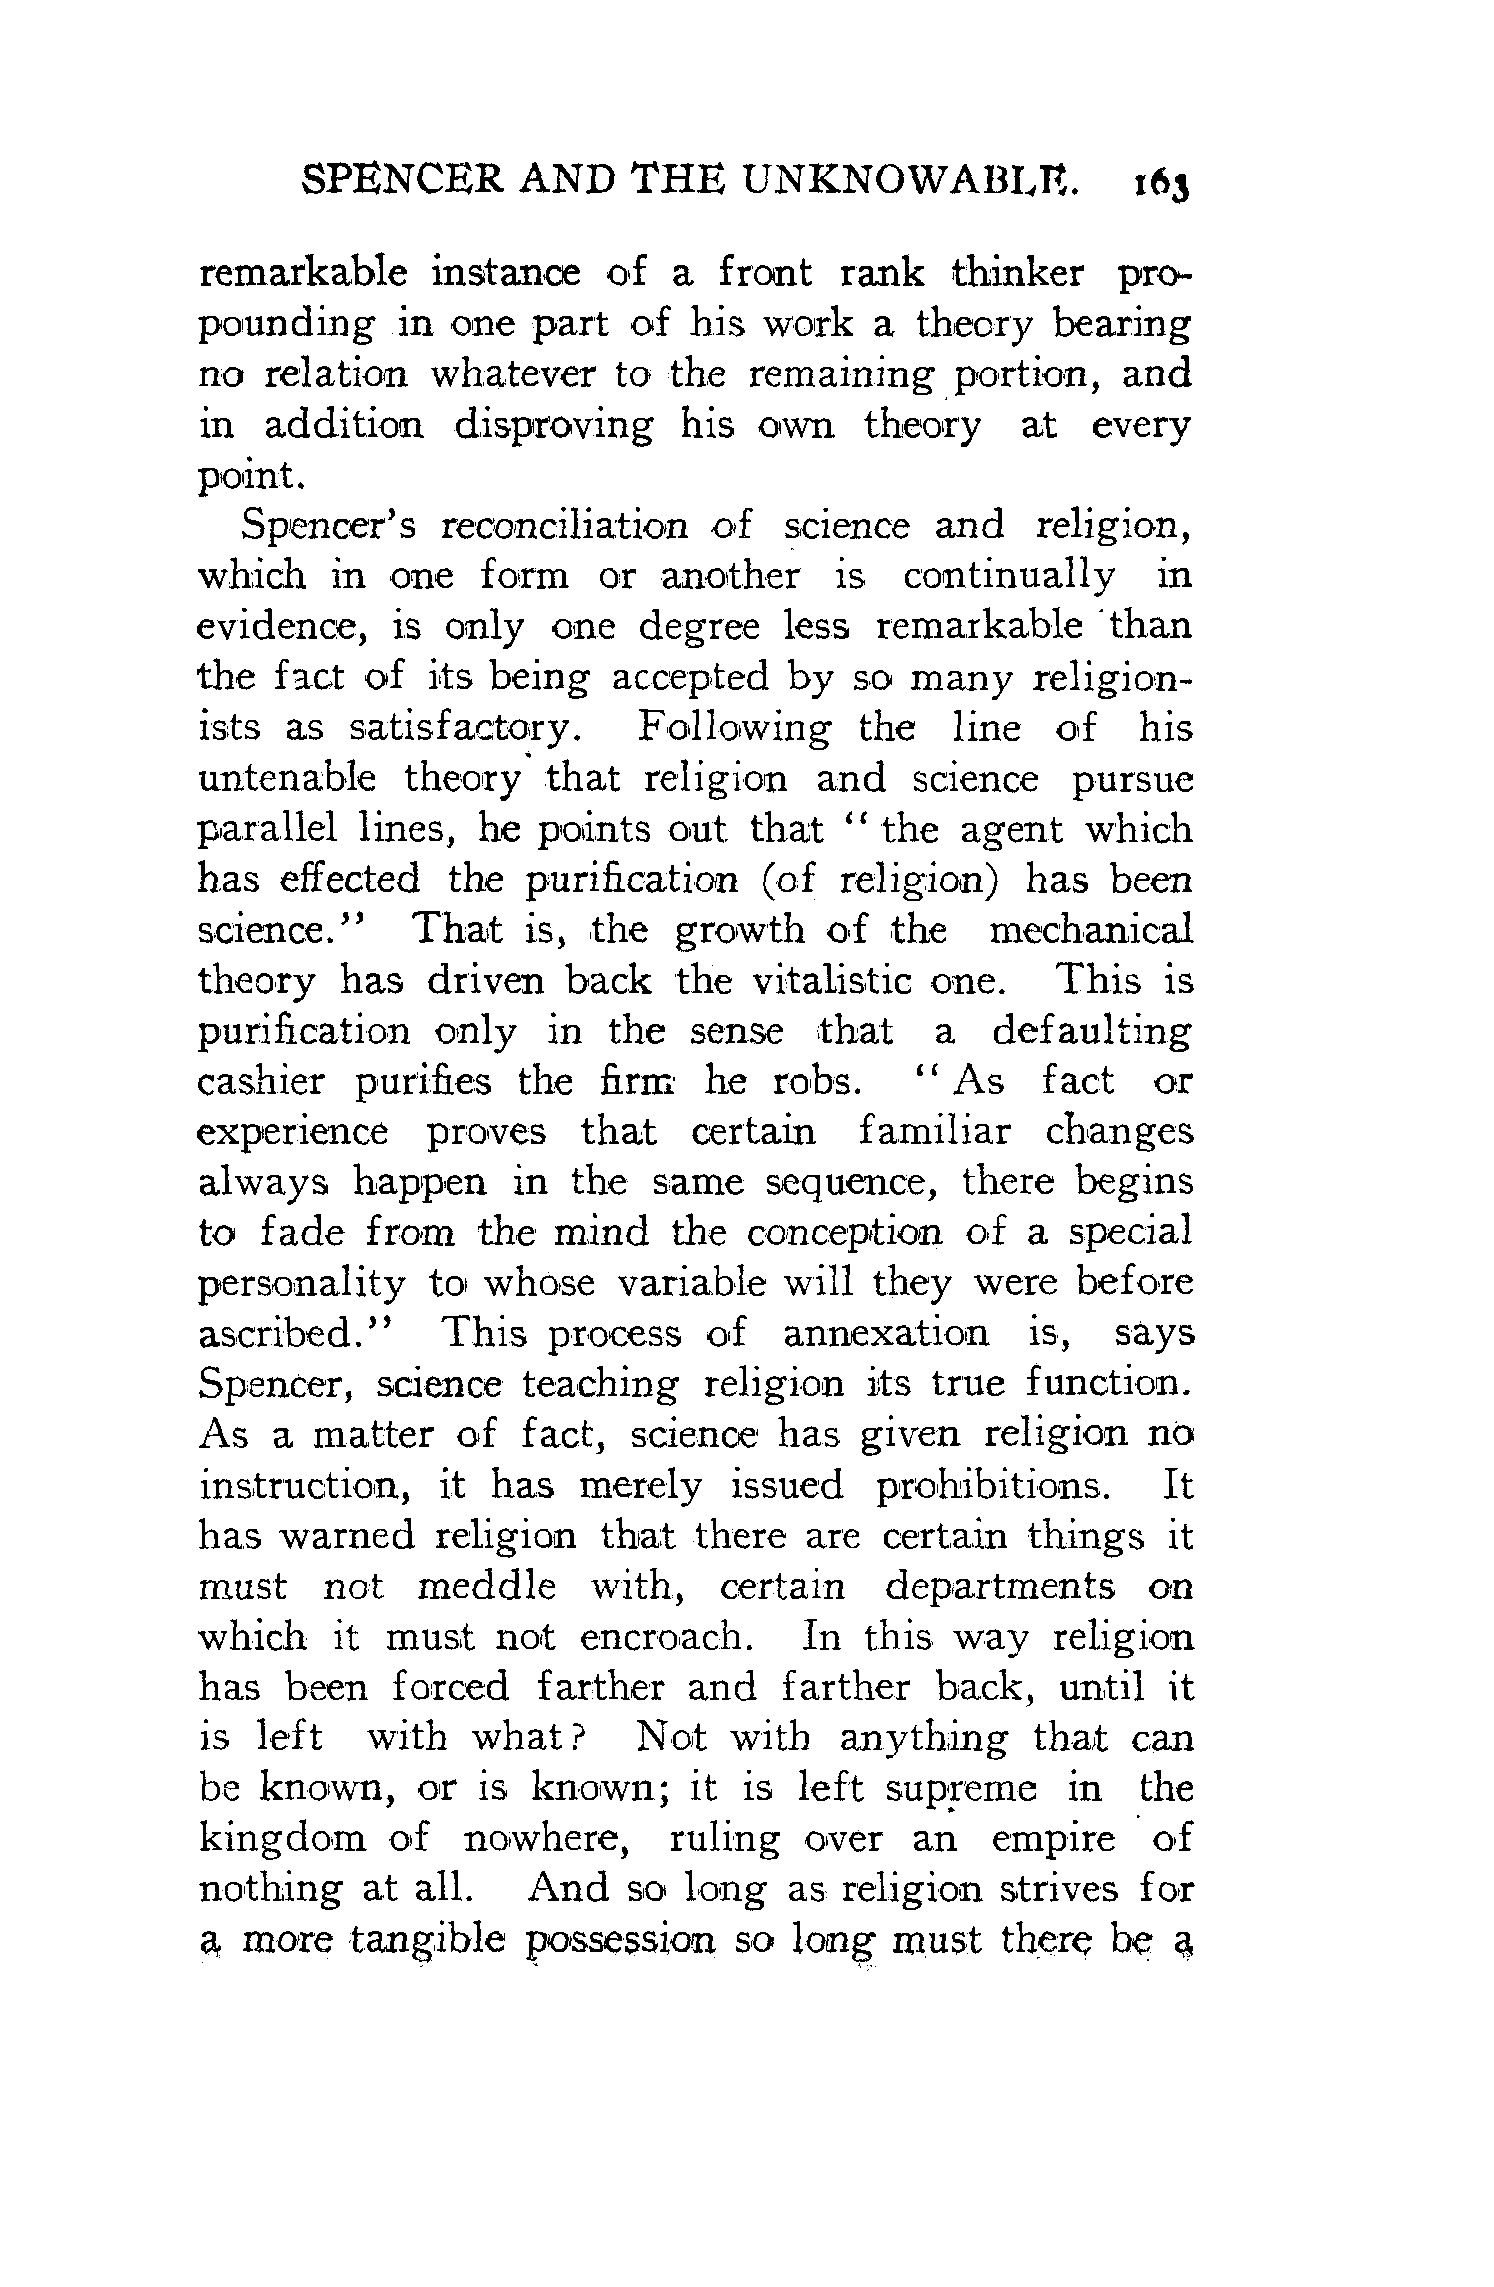 SPENCER AND THE UNKNOWABLE. 163
remarkable instance of a front rank thinker pro-
pounding in one part of his work a theory bearing
no relation whatever to the remaining portion, and
in addition disproving his own theory at every
point.
Spencer's reconciliation of science and religion,
which in one form or another is continually in
evidence, is only one degree less remarkable than
the fact of its being accepted by so many religion-
ists as satisfactory. Following the line of his
untenable theory that religion and science pursue
parallel lines, he points out that “ the agent which
has effected the purification (of religion) has been
science.” That is, the growth of the mechanical
theory has driven back the vitalistic one. This is
purification only in the sense that a defaulting
cashier purifies the firm he robs. “ As fact or
experience proves that certain familiar changes
always happen in the same sequence, there begins
to fade from the mind the conception of a special
personality to whose variable will they were before
ascribed.” This process of annexation is, says
Spencer, science teaching religion its true function.
As a matter of fact, science has given religion no
instruction, it has merely issued prohibitions. It
has warned religion that there are certain things it
must not meddle with, certain departments on
which it must not encroach. In this way religion
has been forced farther and farther back, until it
is left with what? Not with anything that can
be known, or is known; it is left supreme in the
kingdom of nowhere, ruling over an empire of
nothing at all. And so long as religion strives for
a more tangible possession so long must there be a